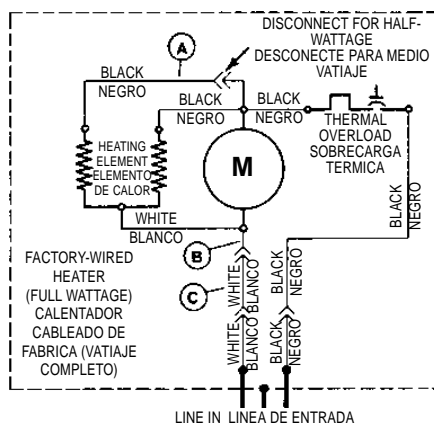 DISCONNECT FOR HALF-
WATTAGE
DESCONECTE PARA MEDIO
VATIAJE
A
BLACK
NEGRO
BLACK
NEGRO
BLACK
NEGRO
THERMAL
OVERLOAD
SOBRECARGA
TERMICA
HEATING
ELEMENT
ELEMENTO
DE CALOR
M
BLACK
NEGRO
WHITE
BLANCO
B
C
FACTORY-WIRED
HEATER
(FULL WATTAGE)
CALENTADOR
CABLEADO DE
FABRICA (VATIAJE
COMPLETO)
WHITE
BLANCO
BLACK
NEGRO
WHITE
BLANCO
BLACK
NEGRO
LINE IN LINEA DE ENTRADA